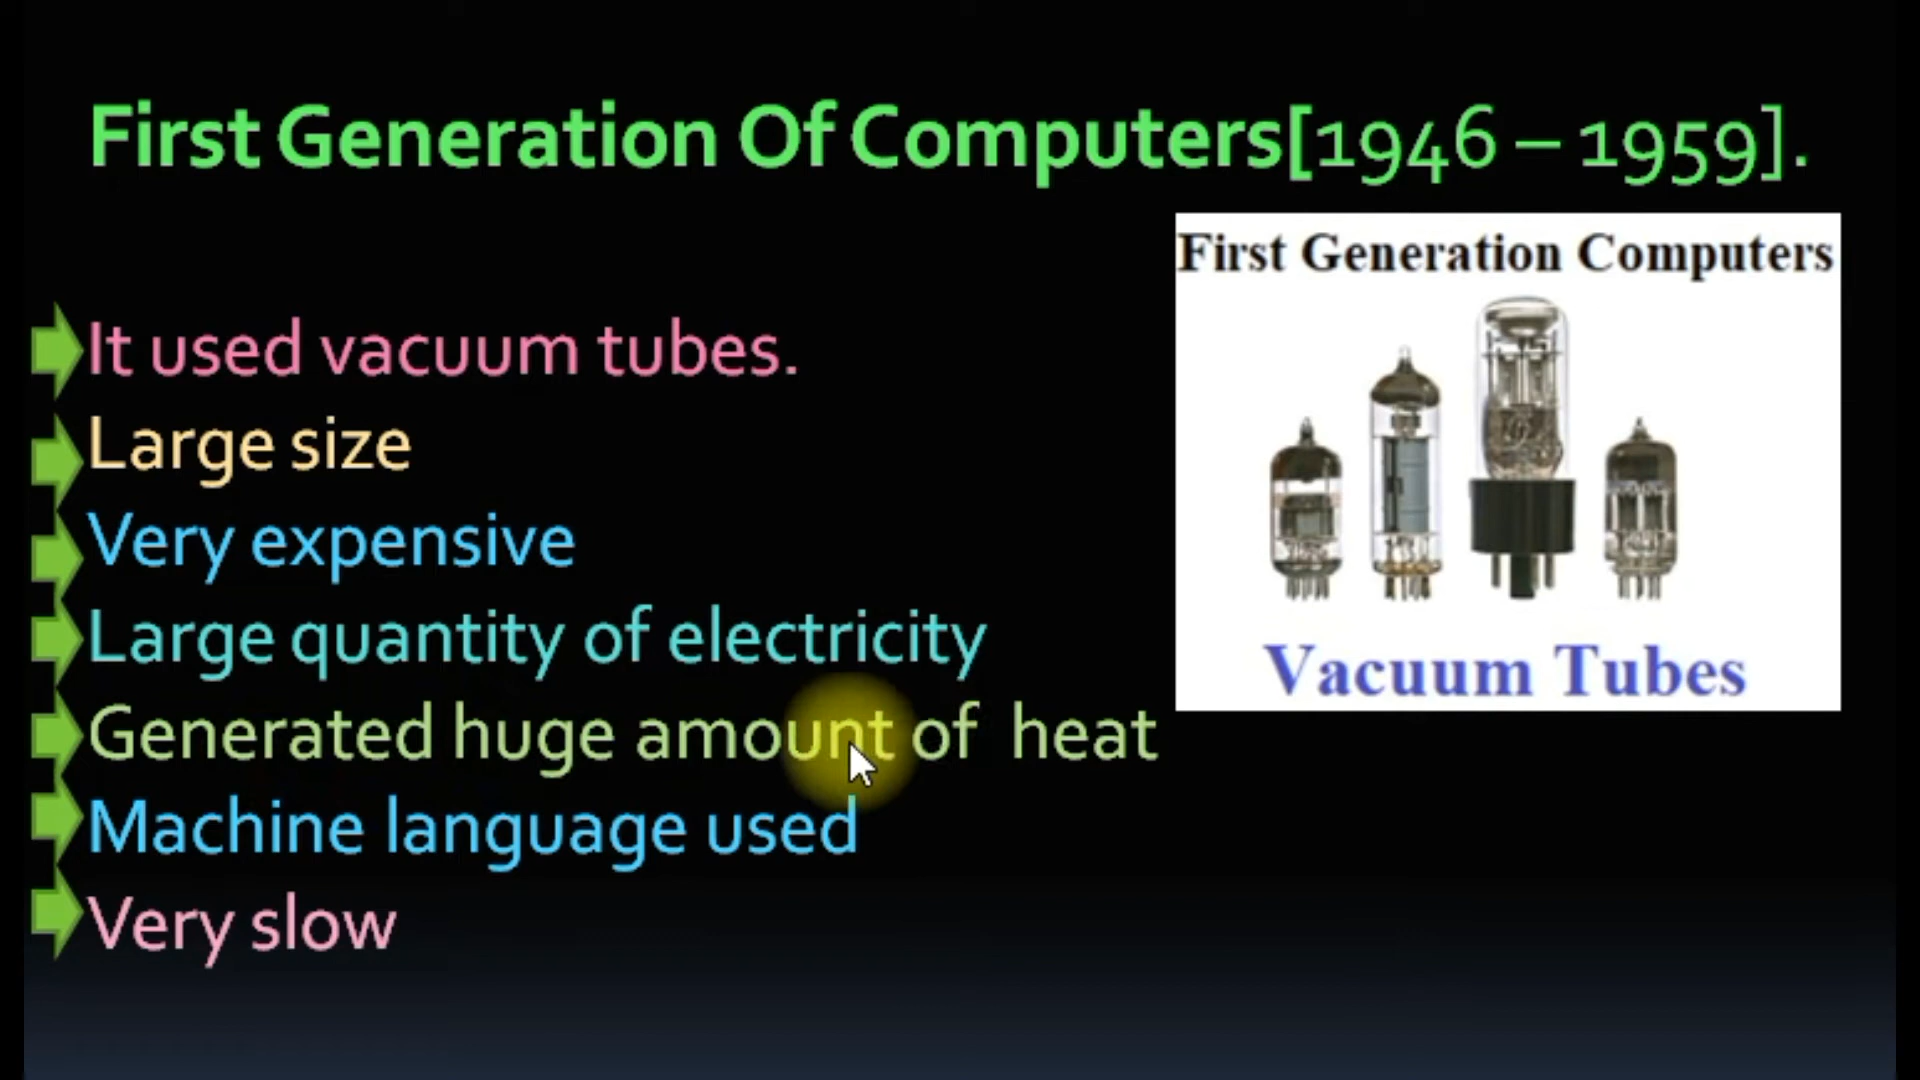 First Generation Of Computers[1946 – 1959].
First Generation Computers
It used vacuum tubes.
Large size
Very expensive
Large quantity of electricity
Generated huge amount of heat
Machine language used
Very slow
Vacuum Tubes